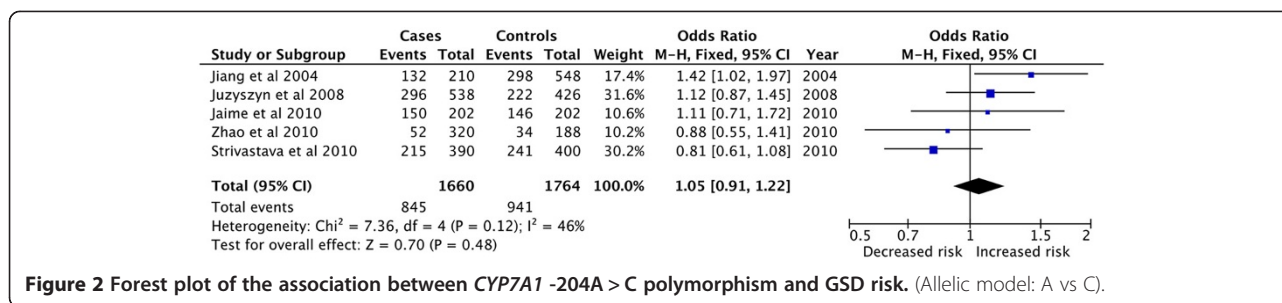 Cases Controls Odds Ratio Odds Ratio
Study or Subgroup Events Total Events Total Weight M-H, Fixed, 95% CI Year M-H, Fixed, 95% CI
Jiang et al 2004 132 210 298 548 17.4% 1.42 [1.02, 1.97] 2004
Juzyszyn et al 2008 296 538 222 426 31.6% 1.12 [0.87, 1.45] 2008
Jaime et al 2010 150 202 146 202 10.6% 1.11 [0.71, 1.72] 2010
Zhao et al 2010 52 320 34 188 10.2% 0.88 [0.55, 1.41] 2010
Strivastava et al 2010 215 390 241 400 30.2% 0.81 [0.61, 1.08] 2010
Total (95% CI) 1660 1764 100.0% 1.05 [0.91, 1.22]
Total events 845 941
Heterogeneity: Chi² = 7.36, df = 4 (P = 0.12); I² = 46%
Test for overall effect: Z = 0.70 (P = 0.48)
0.5 0.7 1 1.5 2
Decreased risk Increased risk
Figure 2 Forest plot of the association between CYP7A1 -204A > C polymorphism and GSD risk. (Allelic model: A vs C).